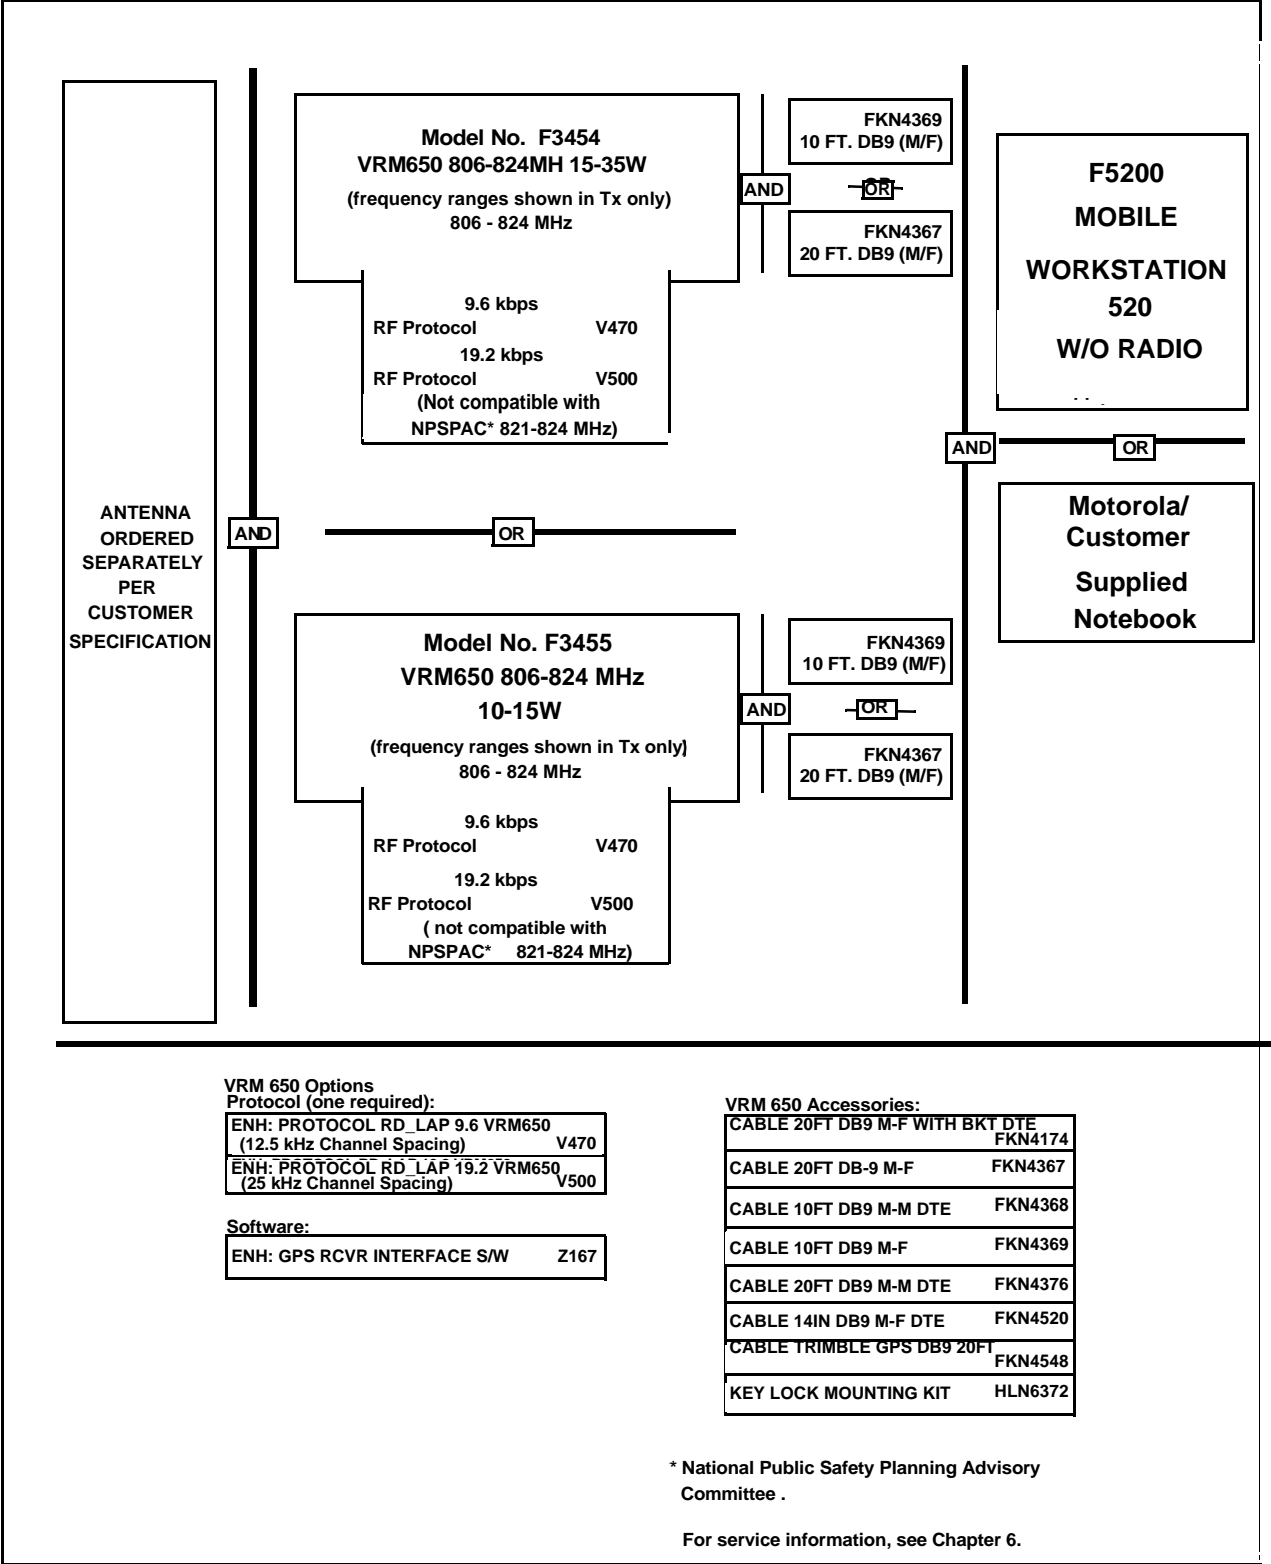 ANTENNA
ORDERED
SEPARATELY
PER
CUSTOMER
SPECIFICATION
AND
Model No. F3454
VRM650 806-824MH 15-35W
(frequency ranges shown in Tx only)
806 - 824 MHz
9.6 kbps
RF Protocol V470
19.2 kbps
RF Protocol V500
(Not compatible with
NPSPAC* 821-824 MHz)
AND
FKN4369
10 FT. DB9 (M/F)
OR
FKN4367
20 FT. DB9 (M/F)
OR
Model No. F3455
VRM650 806-824 MHz
10-15W
(frequency ranges shown in Tx only)
806 - 824 MHz
9.6 kbps
RF Protocol V470
19.2 kbps
RF Protocol V500
( not compatible with
NPSPAC* 821-824 MHz)
AND
FKN4369
10 FT. DB9 (M/F)
OR
FKN4367
20 FT. DB9 (M/F)
AND
F5200
MOBILE
WORKSTATION
520
W/O RADIO
OR
Motorola/
Customer
Supplied
Notebook
VRM 650 Options
Protocol (one required):
ENH: PROTOCOL RD_LAP 9.6 VRM650
(12.5 kHz Channel Spacing) V470
ENH: PROTOCOL RD_LAP 19.2 VRM650
(25 kHz Channel Spacing) V500
Software:
ENH: GPS RCVR INTERFACE S/W Z167
VRM 650 Accessories:
CABLE 20FT DB9 M-F WITH BKT DTE
FKN4174
CABLE 20FT DB-9 M-F FKN4367
CABLE 10FT DB9 M-M DTE FKN4368
CABLE 10FT DB9 M-F FKN4369
CABLE 20FT DB9 M-M DTE FKN4376
CABLE 14IN DB9 M-F DTE FKN4520
CABLE TRIMBLE GPS DB9 20FT
FKN4548
KEY LOCK MOUNTING KIT HLN6372
* National Public Safety Planning Advisory
Committee .
For service information, see Chapter 6.